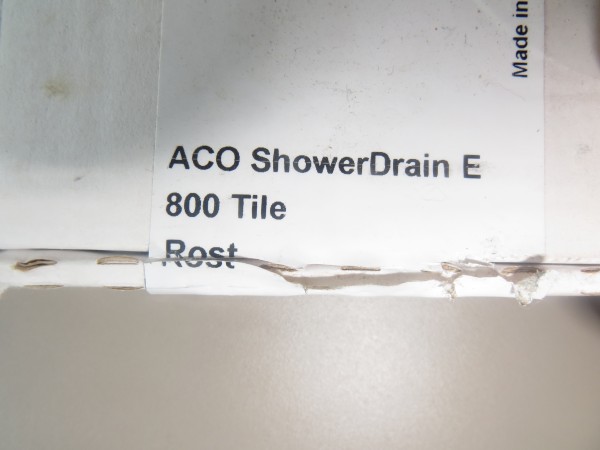 Made in
ACO ShowerDrain E
800 Tile
Rost